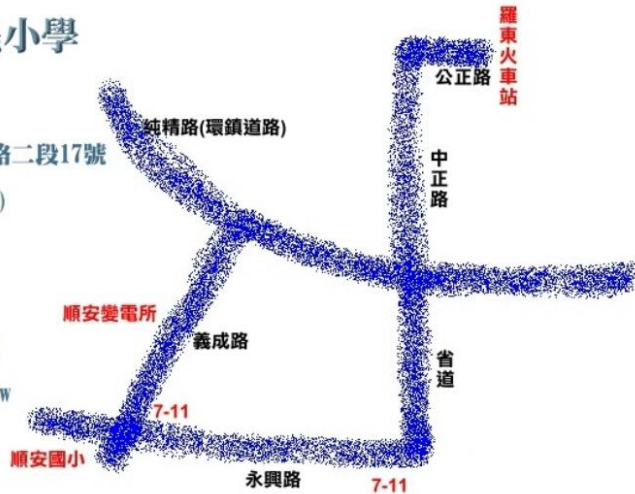 小學
路二段17號
)
w
羅東火車站
公正路
純精路(環鎮道路)
中正路
順安變電所
義成路
省道
7-11
順安國小
永興路
7-11